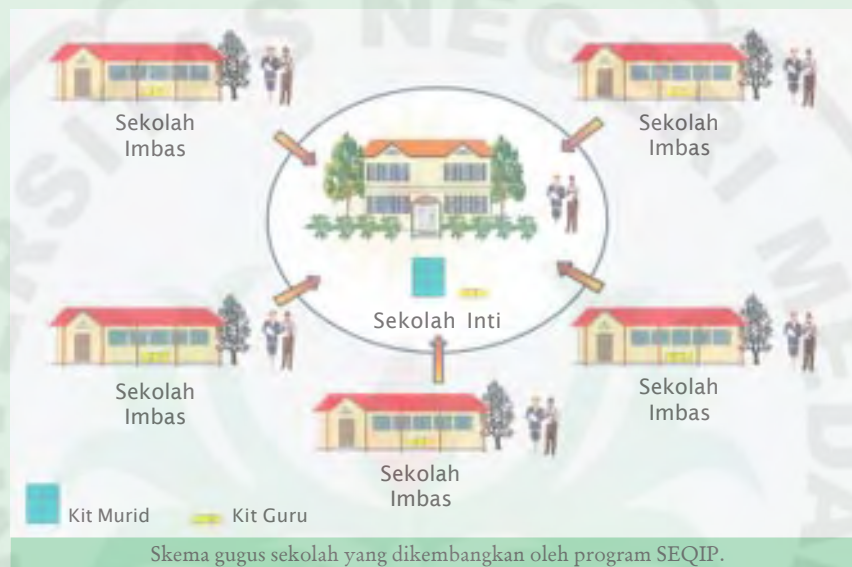 Sekolah
Imbas
Sekolah
Imbas
Sekolah Inti
Sekolah
Imbas
Sekolah
Imbas
Sekolah
Imbas
Kit Murid
Kit Guru
Skema gugus sekolah yang dikembangkan oleh program SEQIP.